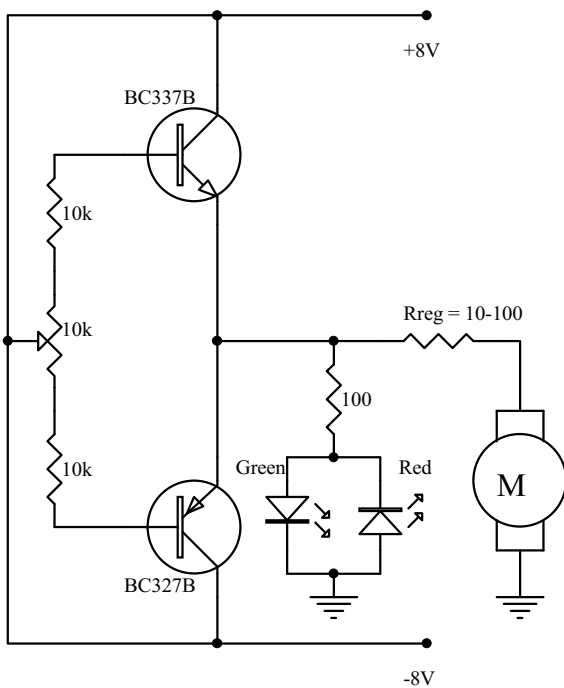 +8V
BC337B
10k
10k
Rreg = 10-100
100
10k
Green
Red
M
BC327B
-8V